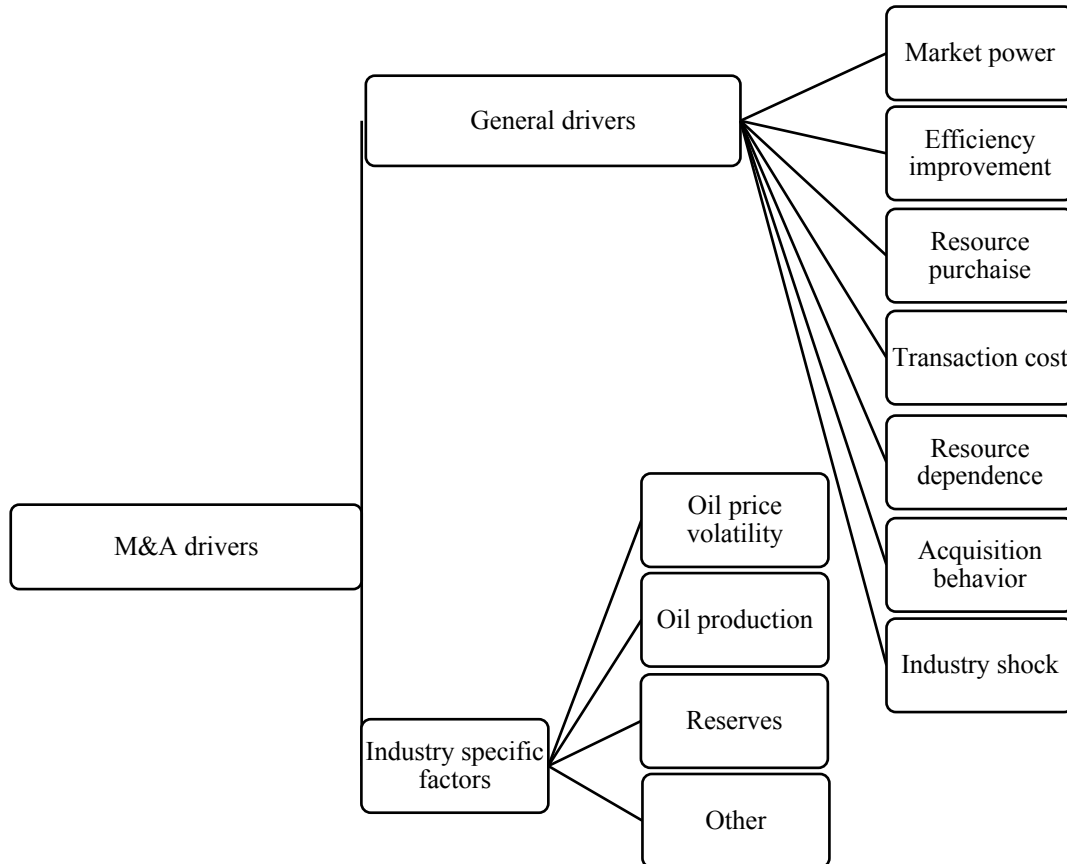 Market power
General drivers
Efficiency
improvement
Resource
purchaise
Transaction cost
Resource
dependence
Oil price
volatility
M&A drivers
Acquisition
behavior
Oil production
Industry shock
Reserves
Industry specific
factors
Other